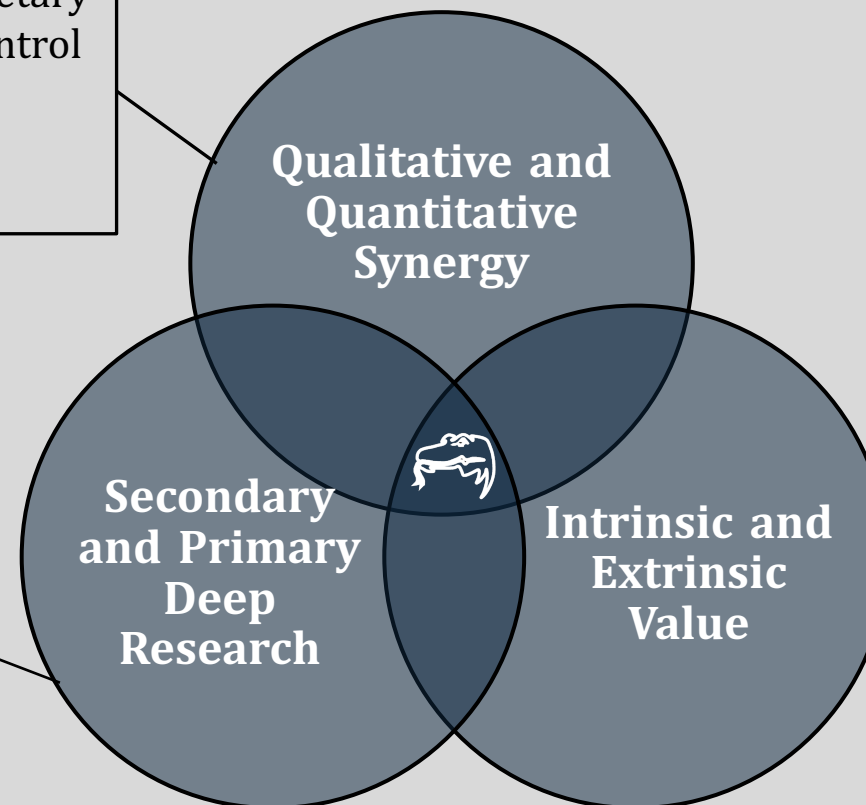 Qualitative and
Quantitative
Synergy
Secondary
and Primary
Deep
Research
Intrinsic and
Extrinsic
Value